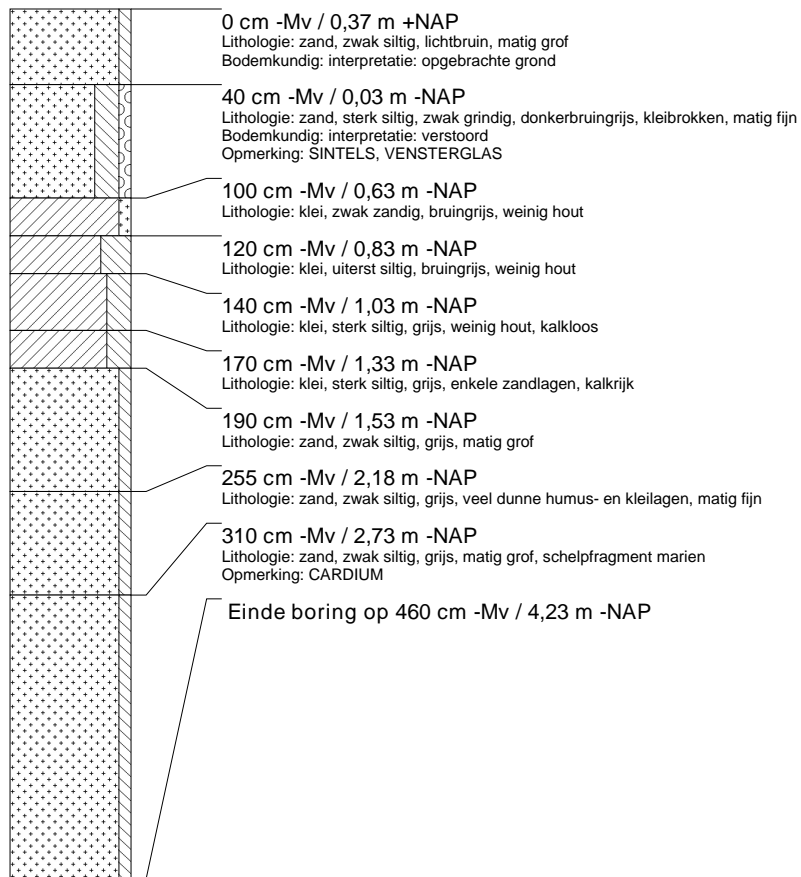 0 cm -Mv / 0,37 m +NAP
Lithologie: zand, zwak siltig, lichtbruin, matig grof
Bodemkundig: interpretatie: opgebrachte grond
40 cm -Mv / 0,03 m -NAP
Lithologie: zand, sterk siltig, zwak grindig, donkerbruingrijs, kleibrokken, matig fijn
Bodemkundig: interpretatie: verstoord
Opmerking: SINTELS, VENSTERGLAS
100 cm -Mv / 0,63 m -NAP
Lithologie: klei, zwak zandig, bruingrijs, weinig hout
120 cm -Mv / 0,83 m -NAP
Lithologie: klei, uiterst siltig, bruingrijs, weinig hout
140 cm -Mv / 1,03 m -NAP
Lithologie: klei, sterk siltig, grijs, weinig hout, kalkloos
170 cm -Mv / 1,33 m -NAP
Lithologie: klei, sterk siltig, grijs, enkele zandlagen, kalkrijk
190 cm -Mv / 1,53 m -NAP
Lithologie: zand, zwak siltig, grijs, matig grof
255 cm -Mv / 2,18 m -NAP
Lithologie: zand, zwak siltig, grijs, veel dunne humus- en kleilagen, matig fijn
310 cm -Mv / 2,73 m -NAP
Lithologie: zand, zwak siltig, grijs, matig grof, schelpfragment marien
Opmerking: CARDIUM
Einde boring op 460 cm -Mv / 4,23 m -NAP